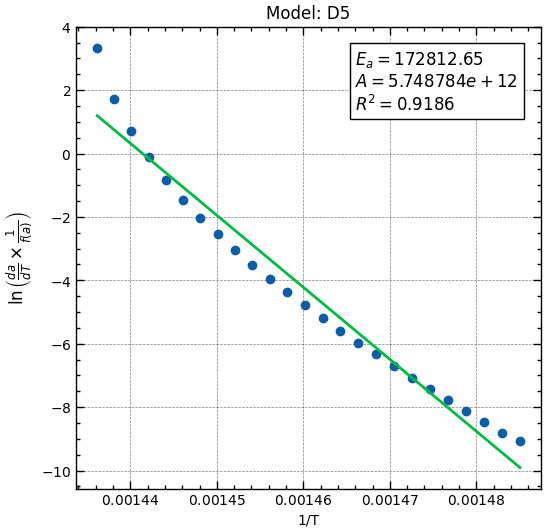 Model: D5
E_a = 172812.65
A = 5.748784e + 12
R^2 = 0.9186
4
2
0
−2
−4
−6
−8
−10
ln(da/dT × 1/f(a))
0.00144 0.00145 0.00146 0.00147 0.00148
1/T